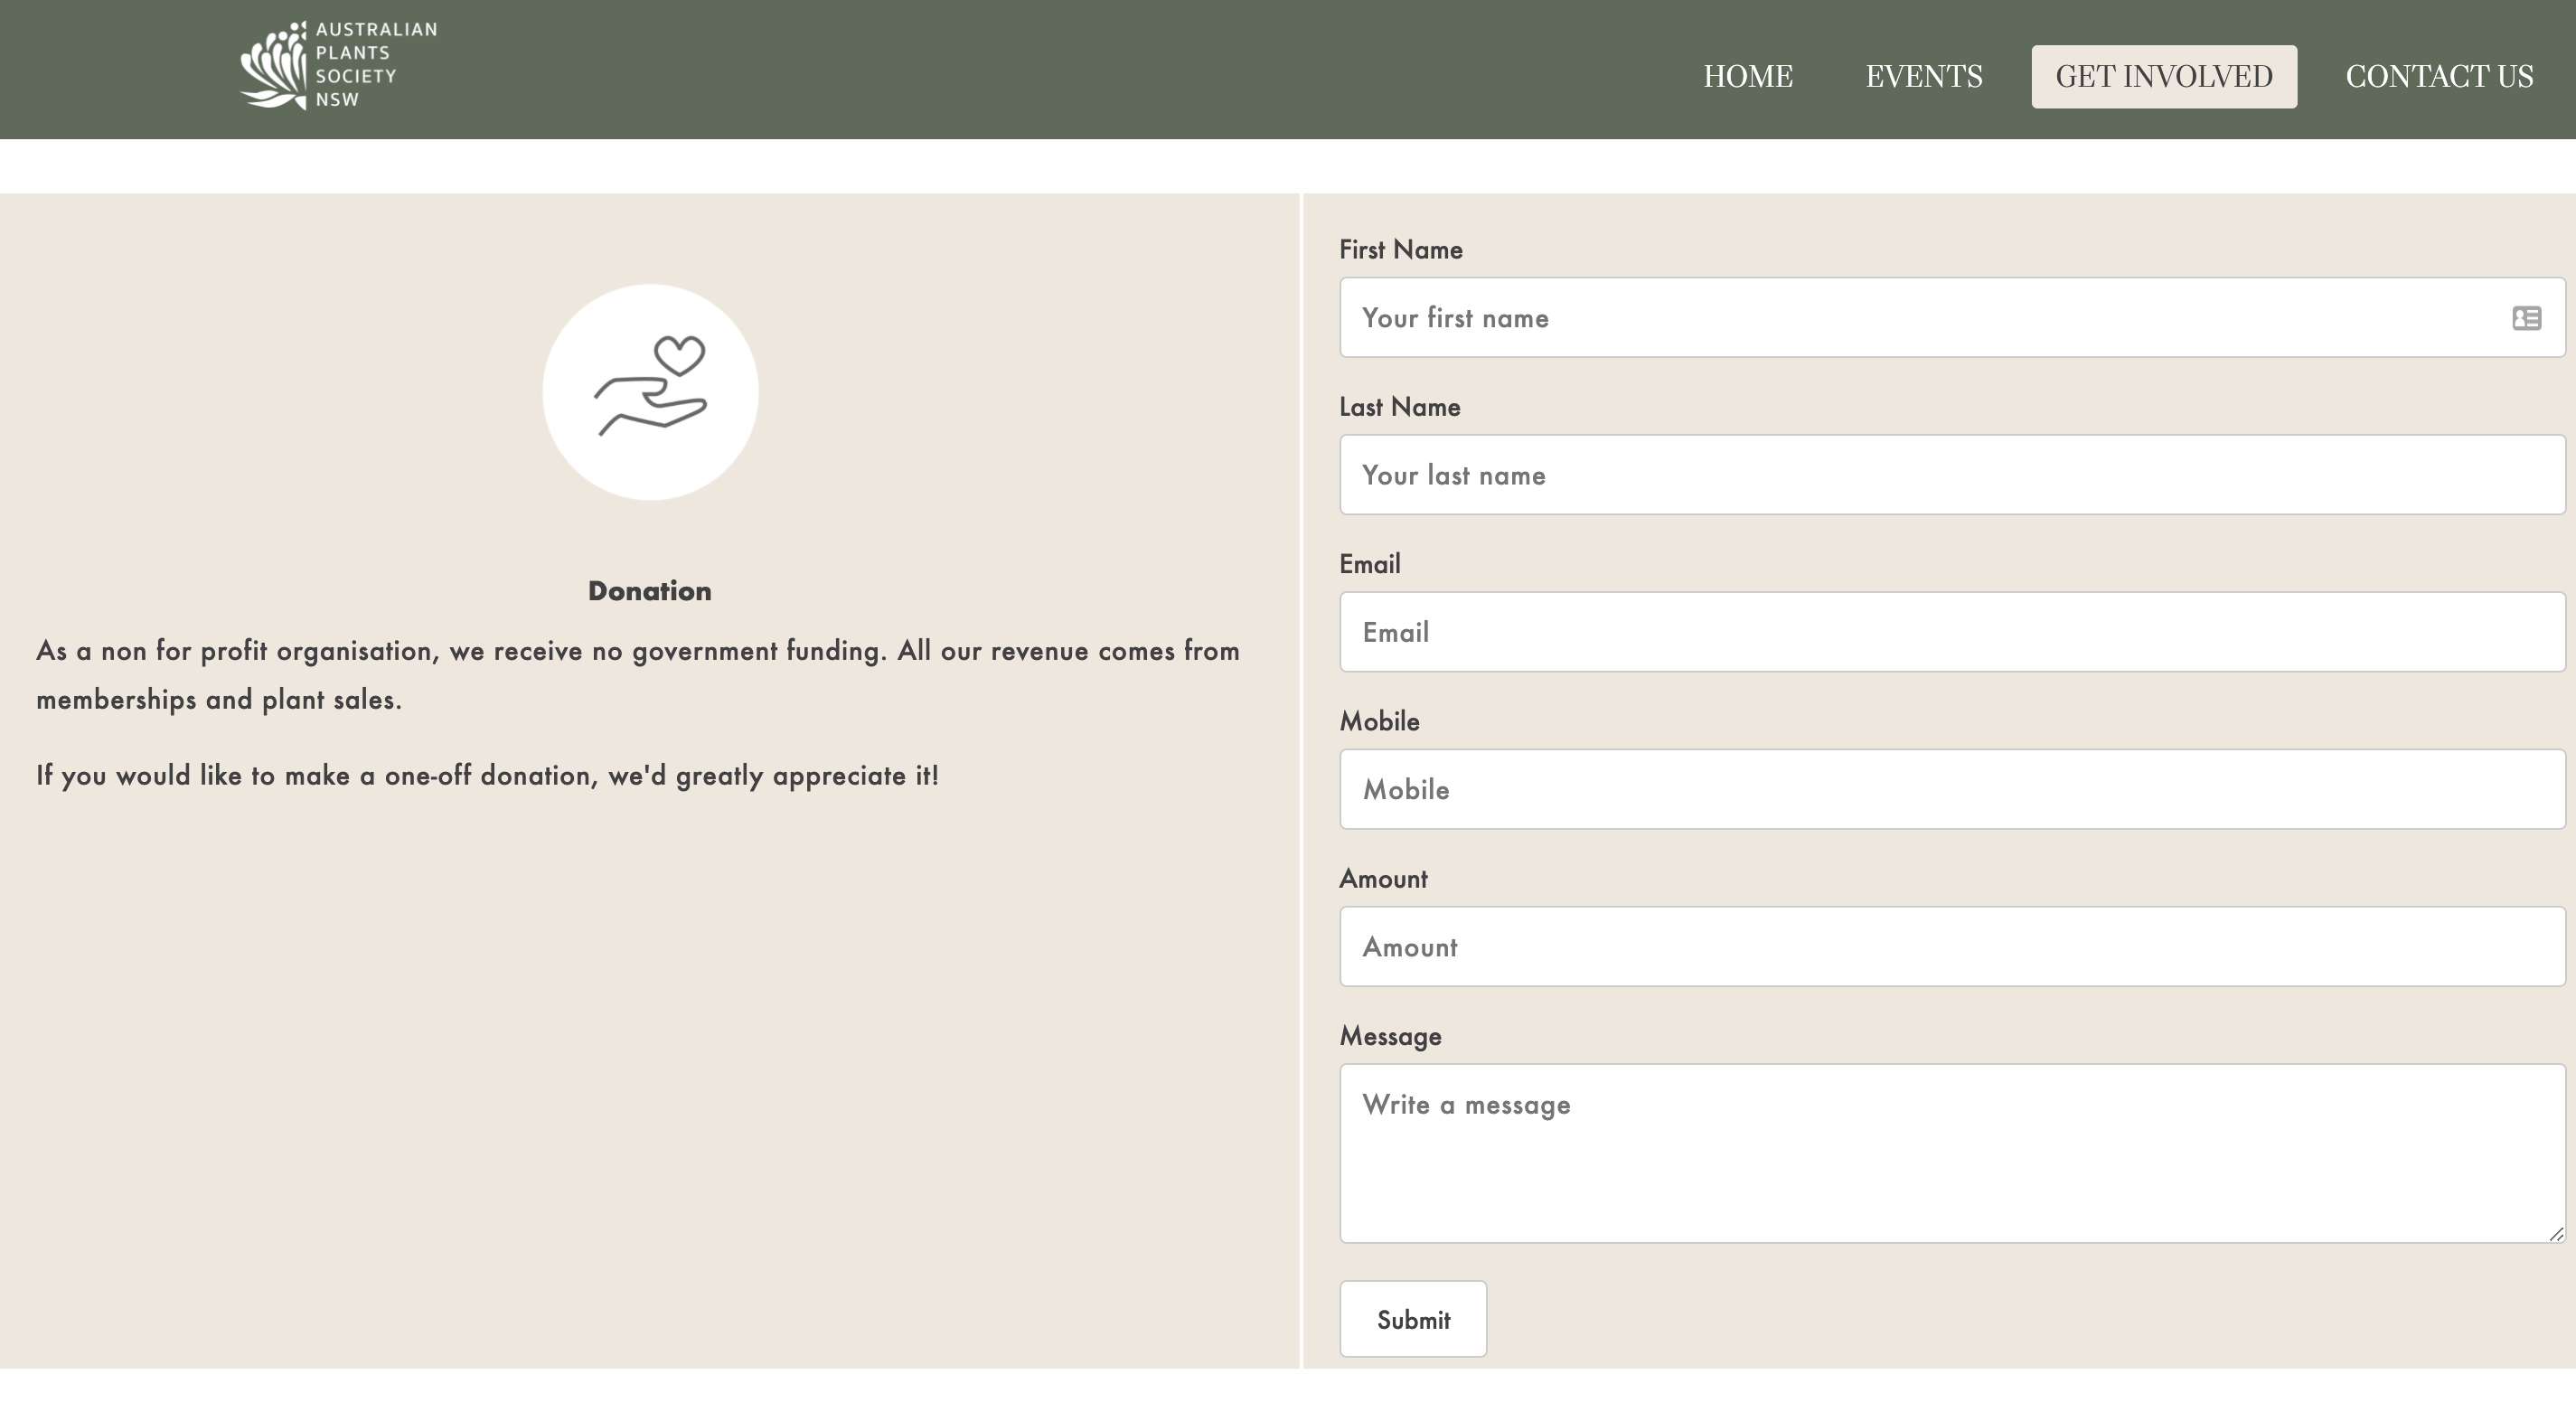 AUSTRALIAN
PLANTS
SOCIETY
NSW
HOME EVENTS GET INVOLVED CONTACT US
Donation
As a non for profit organisation, we receive no government funding. All our revenue comes from
memberships and plant sales.
If you would like to make a one-off donation, we'd greatly appreciate it!
First Name
Your first name
Last Name
Your last name
Email
Email
Mobile
Mobile
Amount
Amount
Message
Write a message
Submit